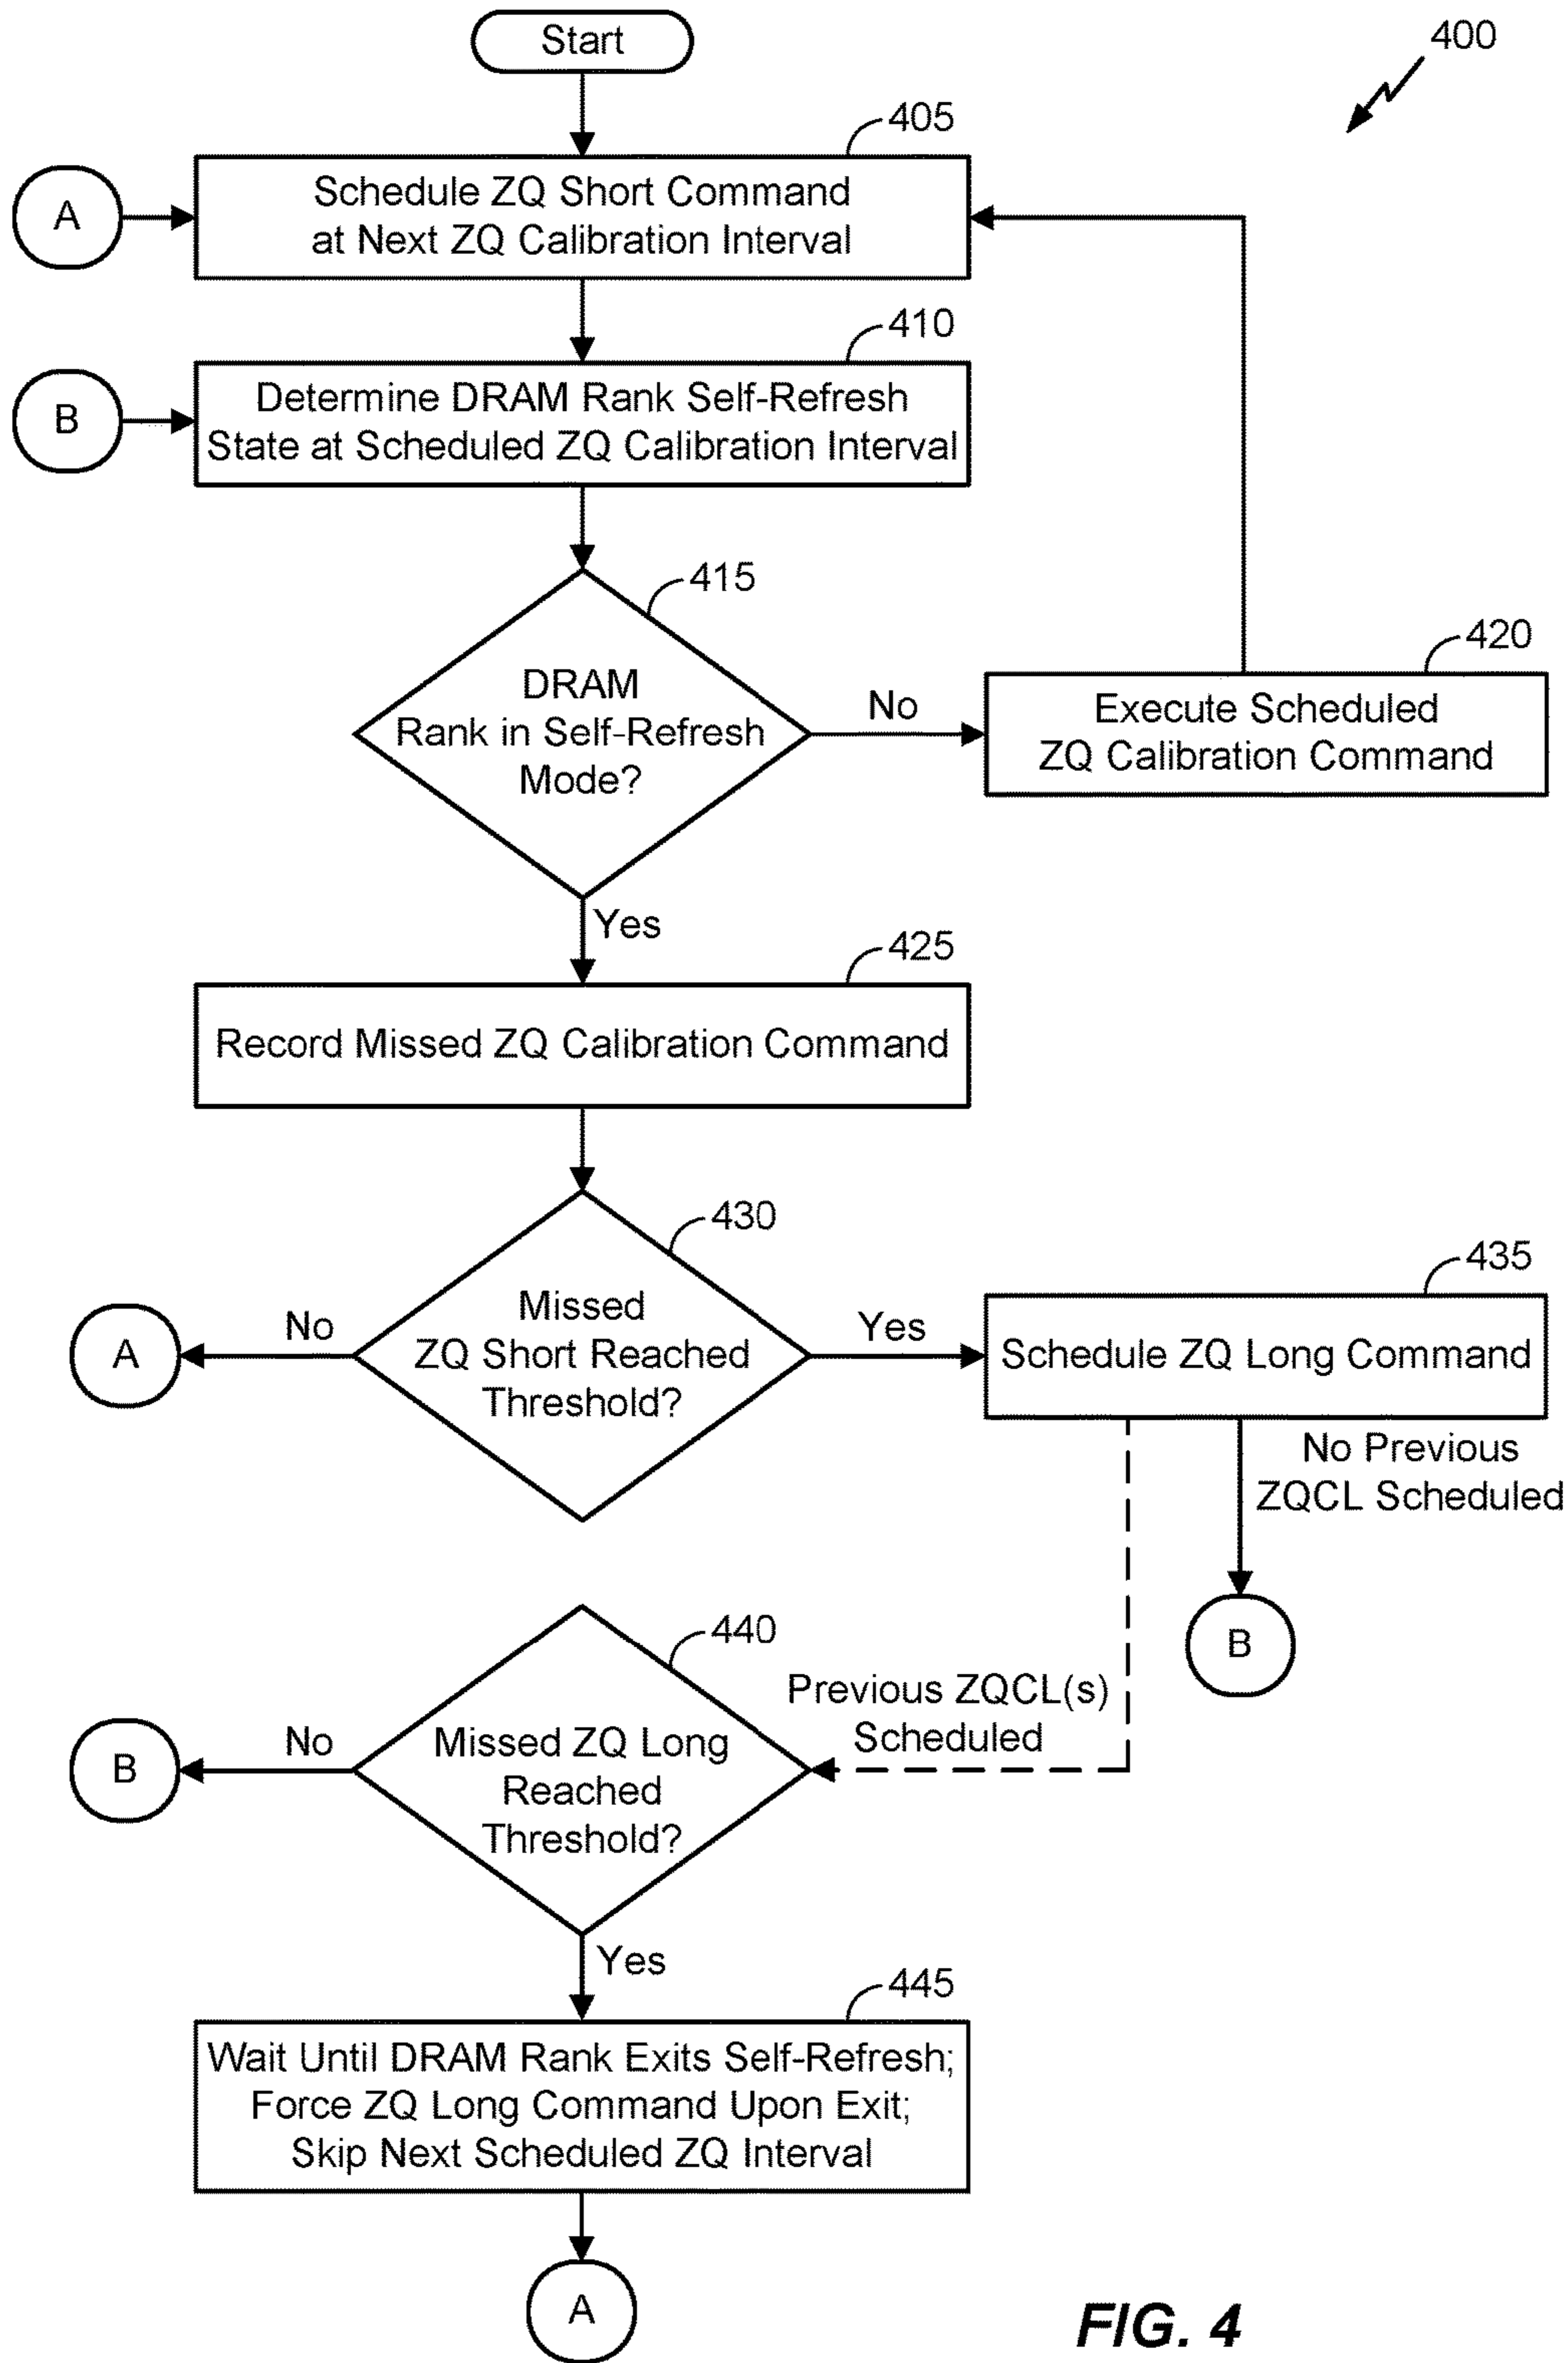 Start
400
405
A
Schedule ZQ Short Command
at Next ZQ Calibration Interval
410
B
Determine DRAM Rank Self-Refresh
State at Scheduled ZQ Calibration Interval
415
DRAM
Rank in Self-Refresh
Mode?
No
420
Execute Scheduled
ZQ Calibration Command
Yes
425
Record Missed ZQ Calibration Command
430
Missed
ZQ Short Reached
Threshold?
No
A
Yes
435
Schedule ZQ Long Command
No Previous
ZQCL Scheduled
B
Previous ZQCL(s)
Scheduled
440
Missed ZQ Long
Reached
Threshold?
No
B
Yes
445
Wait Until DRAM Rank Exits Self-Refresh;
Force ZQ Long Command Upon Exit;
Skip Next Scheduled ZQ Interval
A
FIG. 4